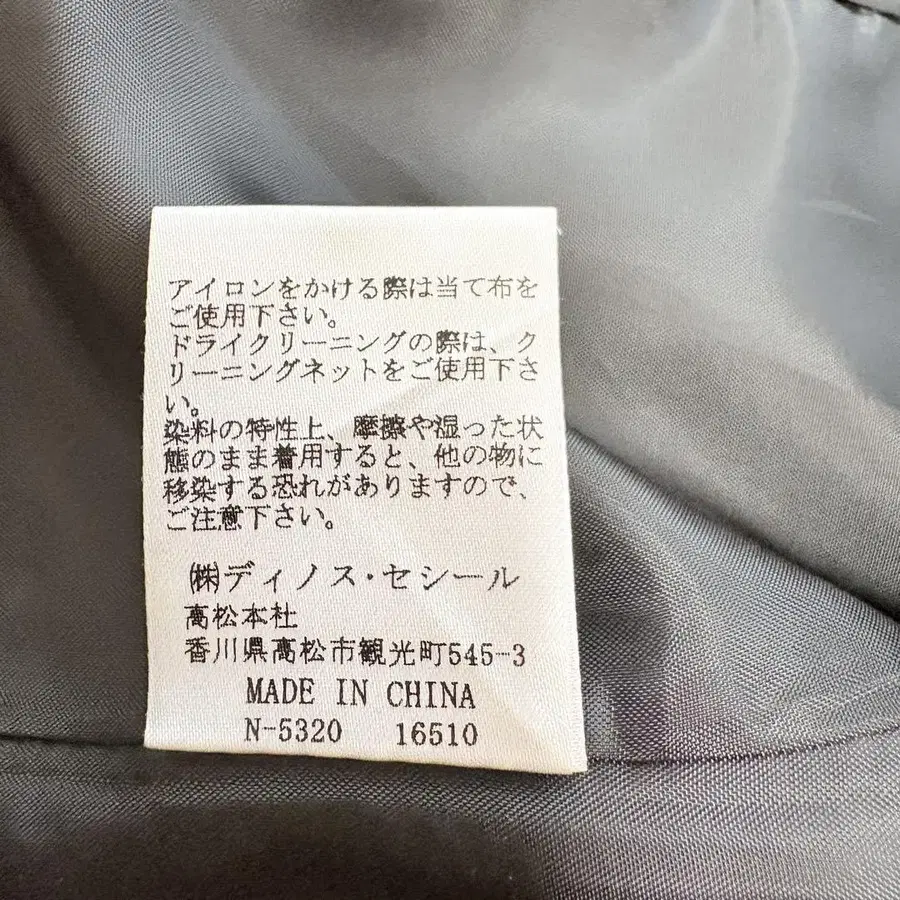 アイロンをかける際は当て布を
ご使用下さい。
ドライクリーニングの際は、ク
リーニングネットをご使用下さ
い。
染料の特性上、摩擦や湿った状
態のまま着用すると、他の物に
移染する恐れがありますので、
ご注意下さい。
㈱ディノス・セシール
高松本社
香川県高松市観光町545-3
MADE IN CHINA
N-5320 16510